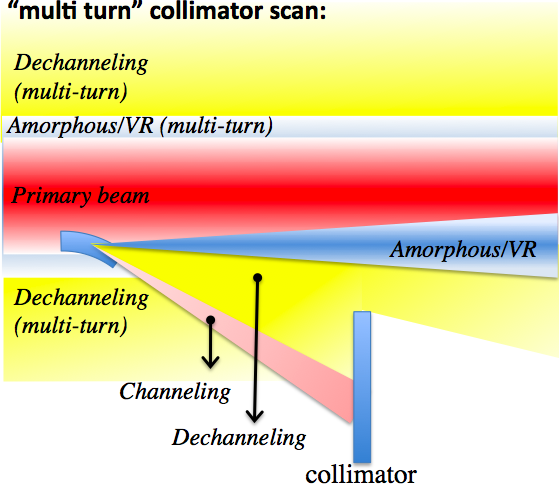 “multi turn” collimator scan:
Dechanneling
(multi-turn)
Amorphous/VR (multi-turn)
Primary beam
Amorphous/VR
Dechanneling
(multi-turn)
Channeling
Dechanneling
collimator